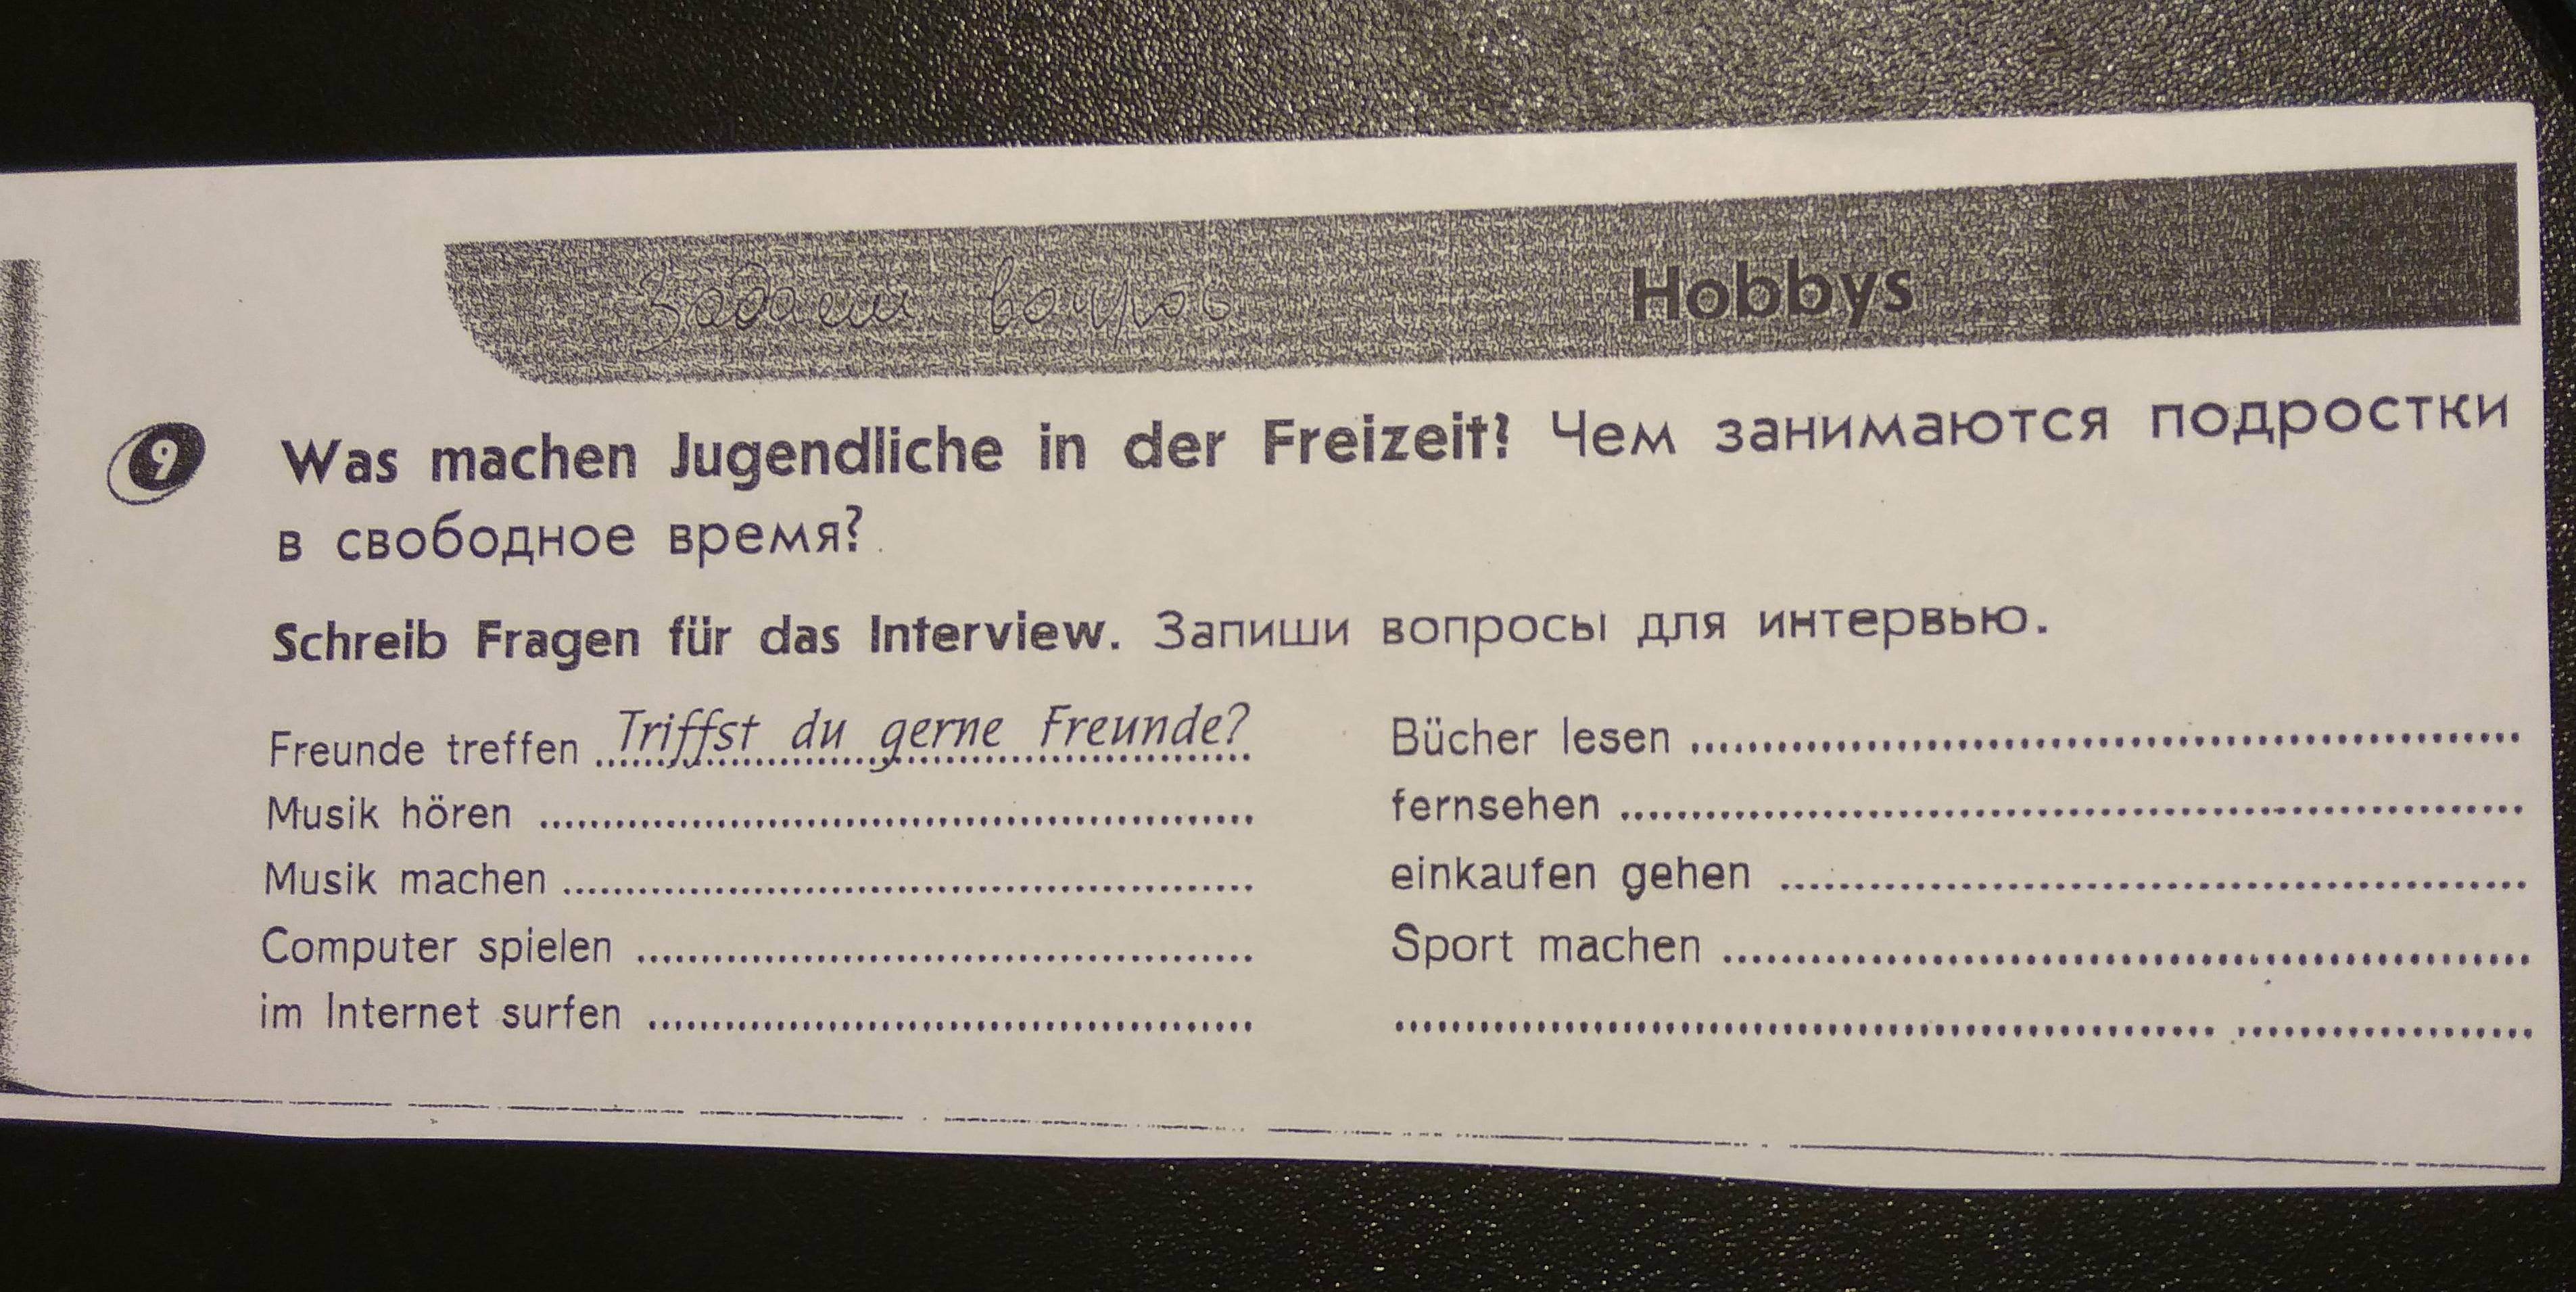 Задаем вопрос
Hobbys
9 Was machen Jugendliche in der Freizeit? Чем занимаются подростки
в свободное время?
Schreib Fragen für das Interview. Запиши вопросы для интервью.
Freunde treffen Triffst du gerne Freunde?
Musik hören
Musik machen
Computer spielen
im Internet surfen
Bücher lesen
fernsehen
einkaufen gehen
Sport machen